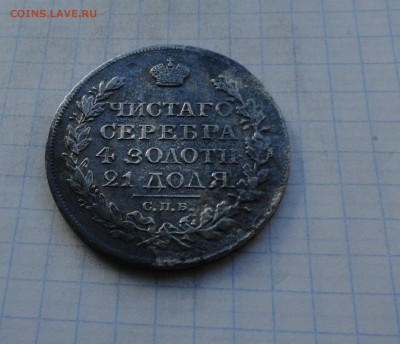 COINS.LAVE.RU
ЧИСТАГО
СЕРЕБРА
4 ЗОЛОТН
21 ДОЛЯ
С.П.Б.